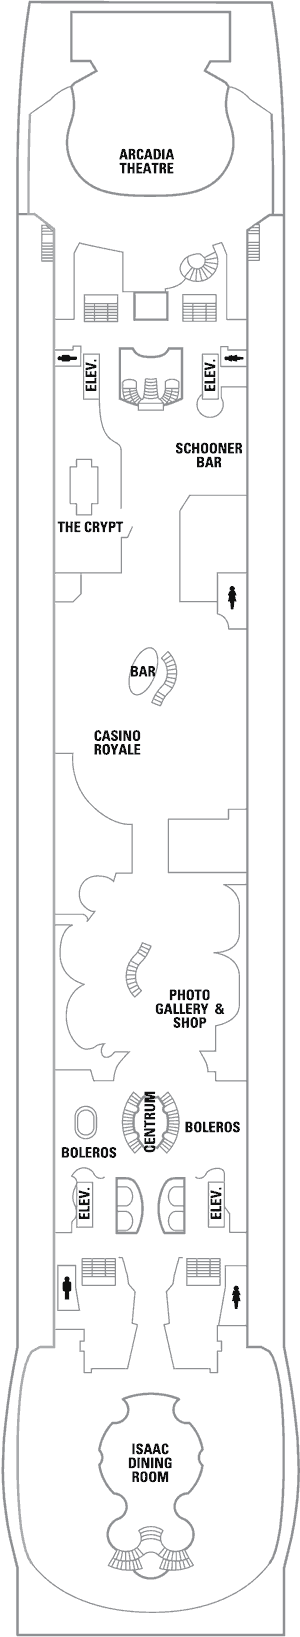 ARCADIA
THEATRE
ELEV.
ELEV.
SCHOONER
BAR
THE CRYPT
BAR
CASINO
ROYALE
PHOTO
GALLERY &
SHOP
CENTRUM
BOLEROS
BOLEROS
ELEV.
ELEV.
ISAAC
DINING
ROOM